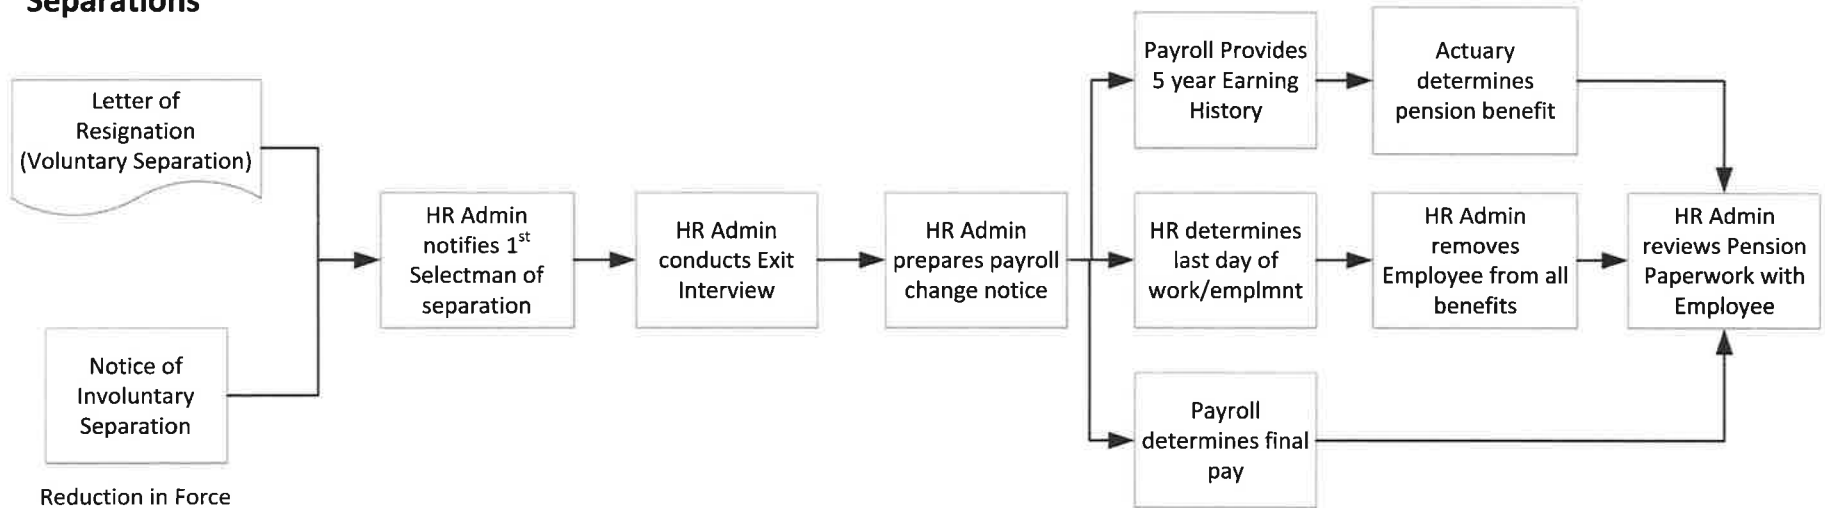 Separations
Letter of
Resignation
(Voluntary Separation)
Notice of
Involuntary
Separation
Reduction in Force
HR Admin
notifies 1st
Selectman of
separation
HR Admin
conducts Exit
Interview
HR Admin
prepares payroll
change notice
Payroll Provides
5 year Earning
History
Actuary
determines
pension benefit
HR determines
last day of
work/emplmnt
HR Admin
removes
Employee from all
benefits
Payroll
determines final
pay
HR Admin
reviews Pension
Paperwork with
Employee